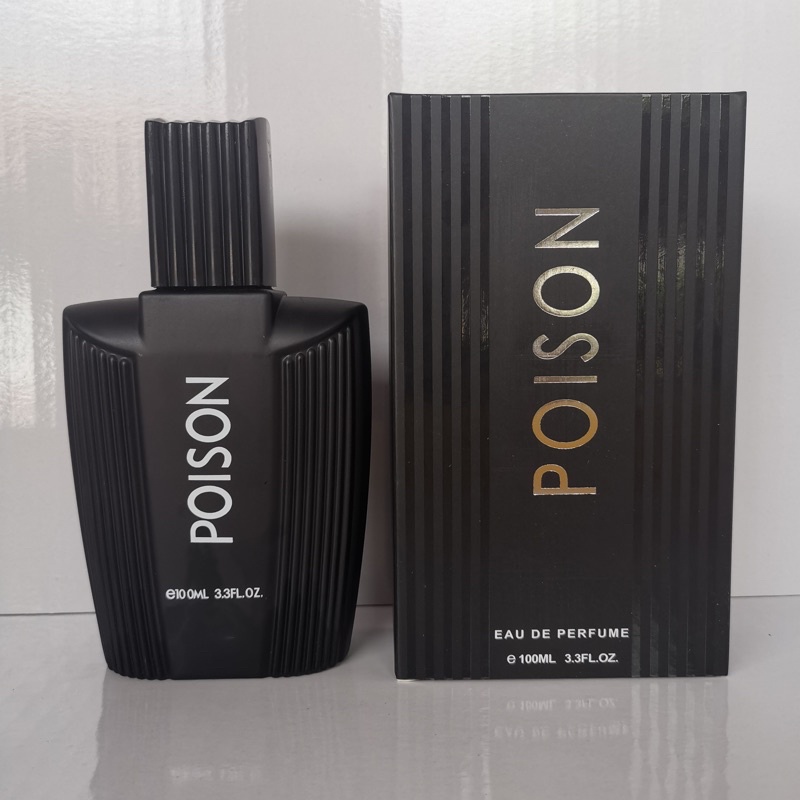 POISON
℮100ML 3.3FL.OZ.
POISON
EAU DE PERFUME
℮ 100ML 3.3FL.OZ.